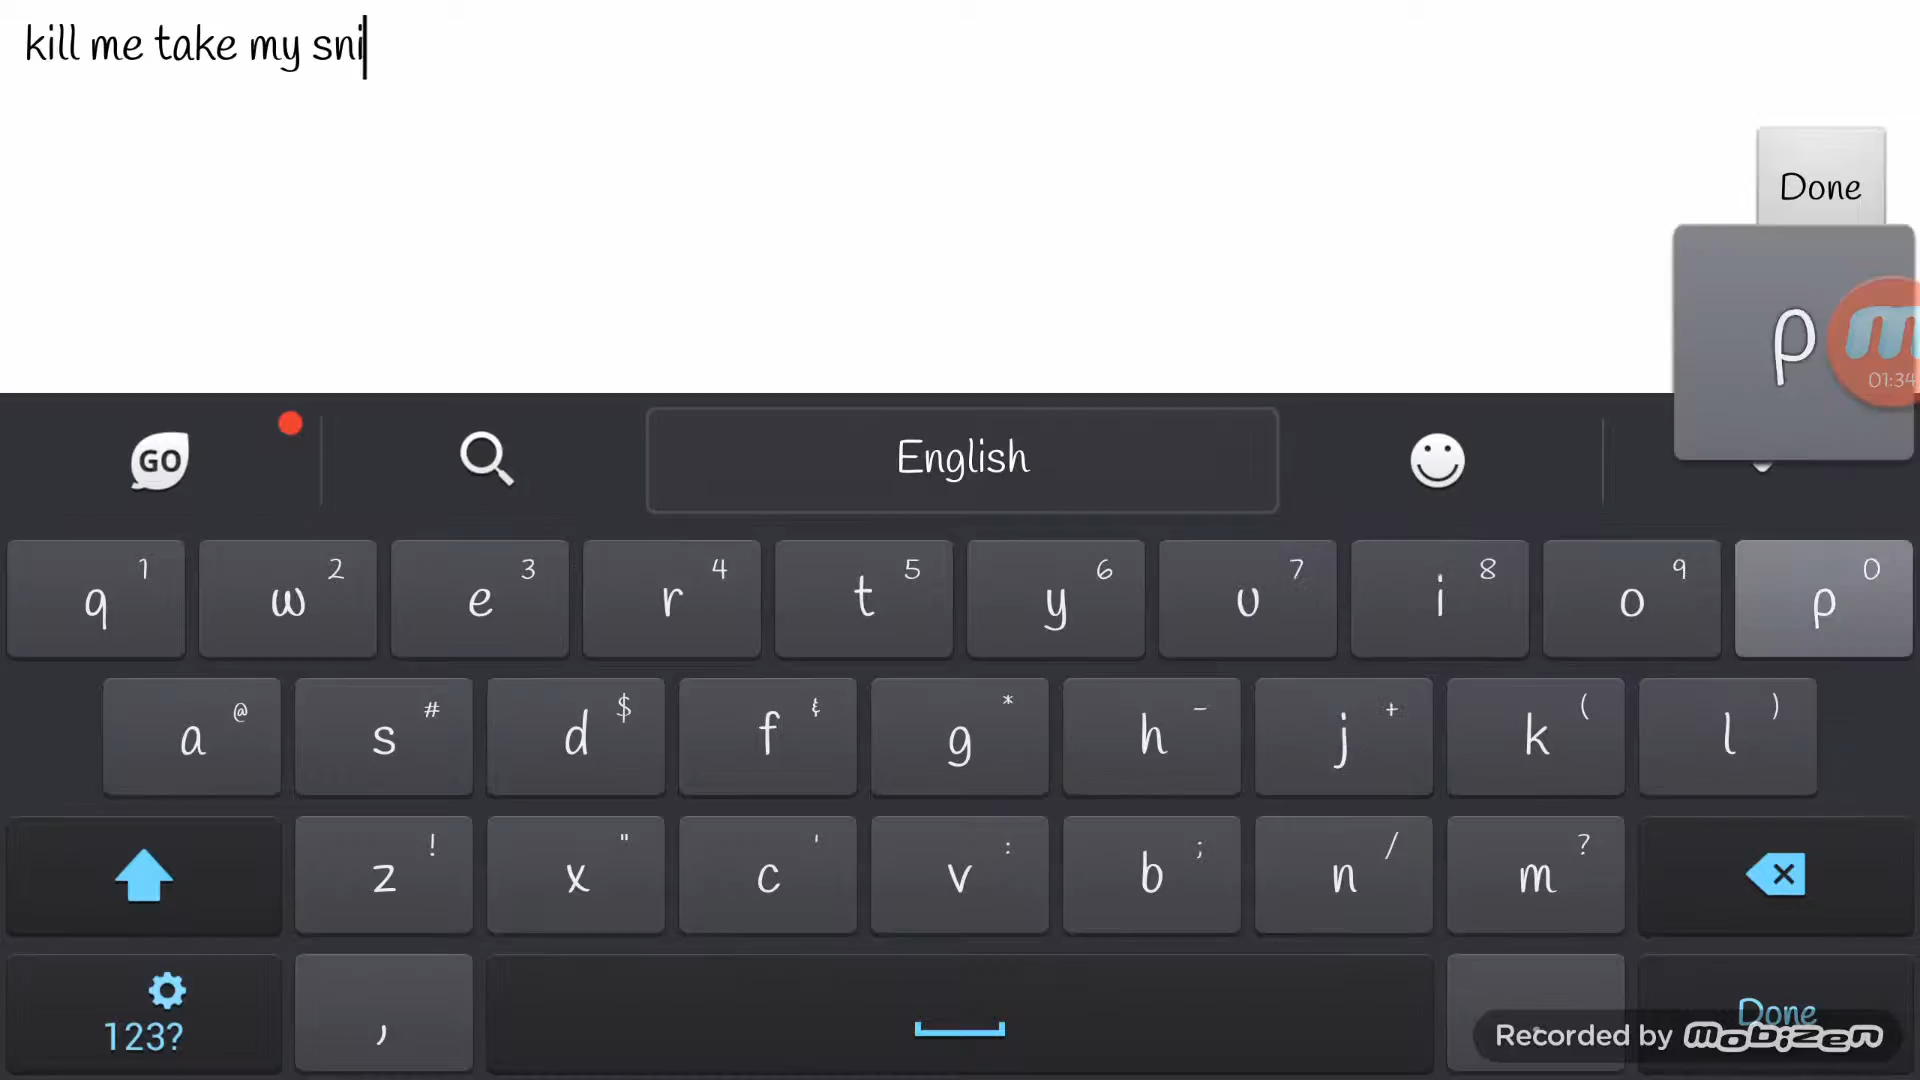 kill me take my sni
Done
p
01:34
GO
English
q 1 w 2 e 3 r 4 t 5 y 6 u 7 i 8 o 9 p 0
a @ s # d $ f & g * h - j + k ( l )
z ! x " c ' v : b ; n / m ?
123? , . Done
Recorded by mobizen